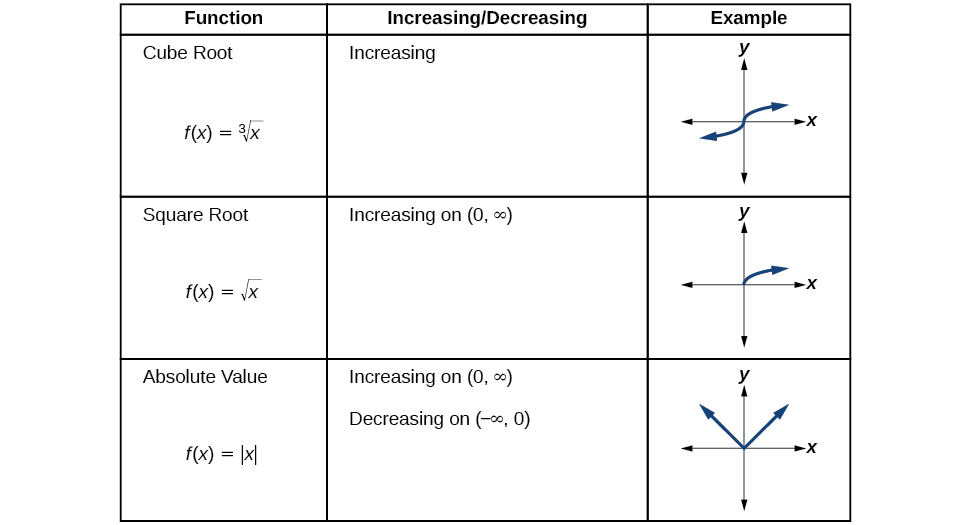 Function Increasing/Decreasing Example
Cube Root
Increasing
f(x) = ∛x
y
x
Square Root
Increasing on (0, ∞)
f(x) = √x
y
x
Absolute Value
Increasing on (0, ∞)
Decreasing on (−∞, 0)
f(x) = |x|
y
x